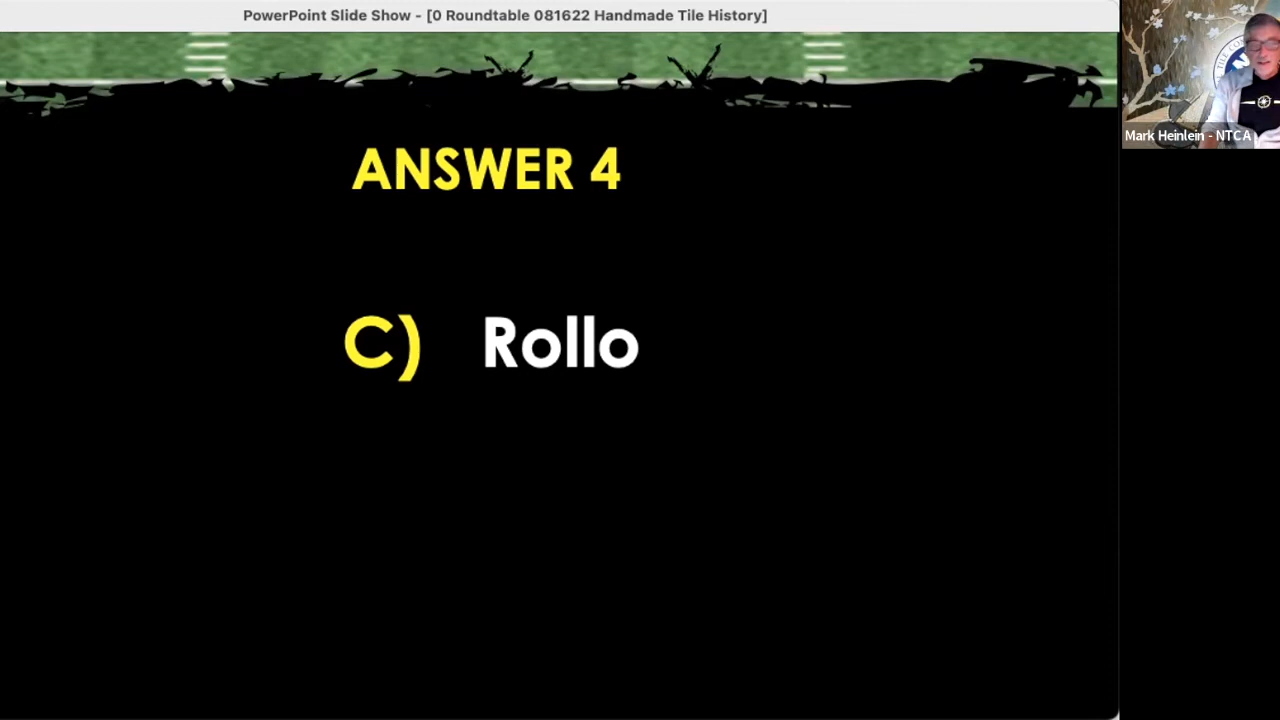 PowerPoint Slide Show - [0 Roundtable 081622 Handmade Tile History]
ANSWER 4
C) Rollo
Mark Heinlein - NTCA